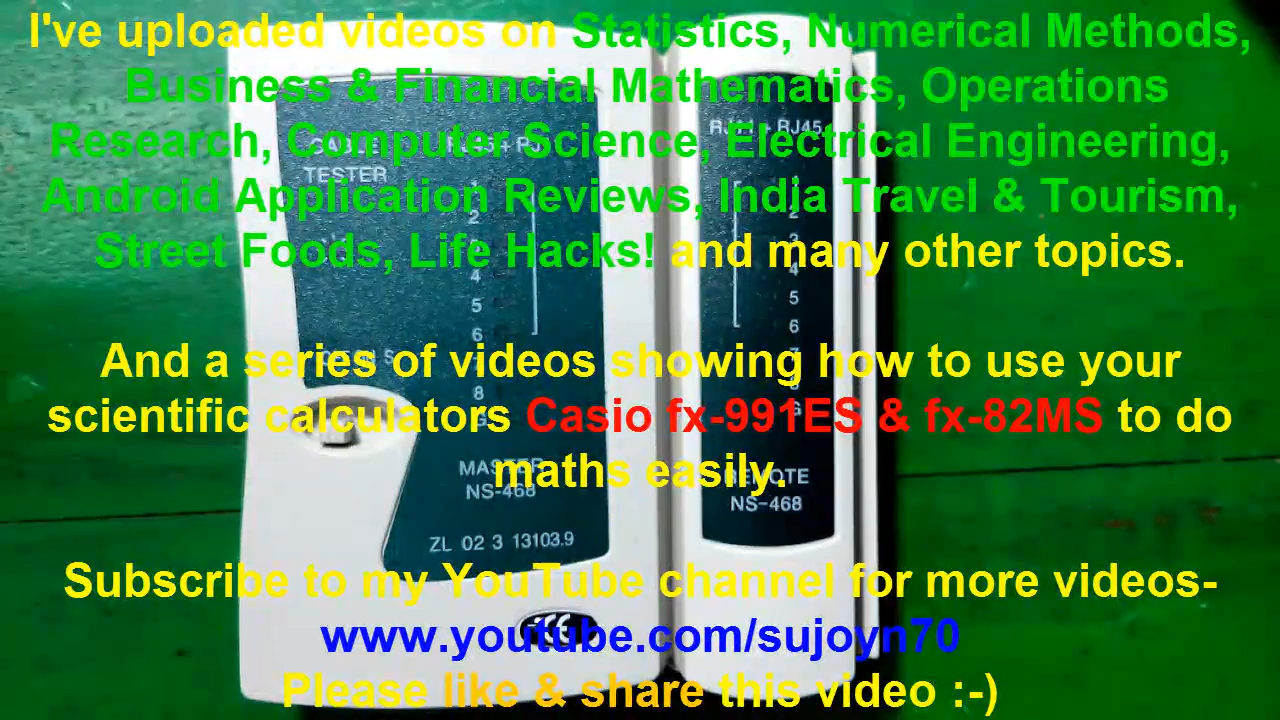 I've uploaded videos on Statistics, Numerical Methods,
Business & Financial Mathematics, Operations
Research, Computer Science, Electrical Engineering,
Android Application Reviews, India Travel & Tourism,
Street Foods, Life Hacks! and many other topics.
And a series of videos showing how to use your
scientific calculators Casio fx-991ES & fx-82MS to do
maths easily.
Subscribe to my YouTube channel for more videos-
www.youtube.com/sujoyn70
Please like & share this video :-)
CABLE
TESTER
2
4
5
6
8
G
MASTER
NS-468
ZL 02 3 13103.9
RJ11 + RJ45
2
3
4
5
6
G
REMOTE
NS-468